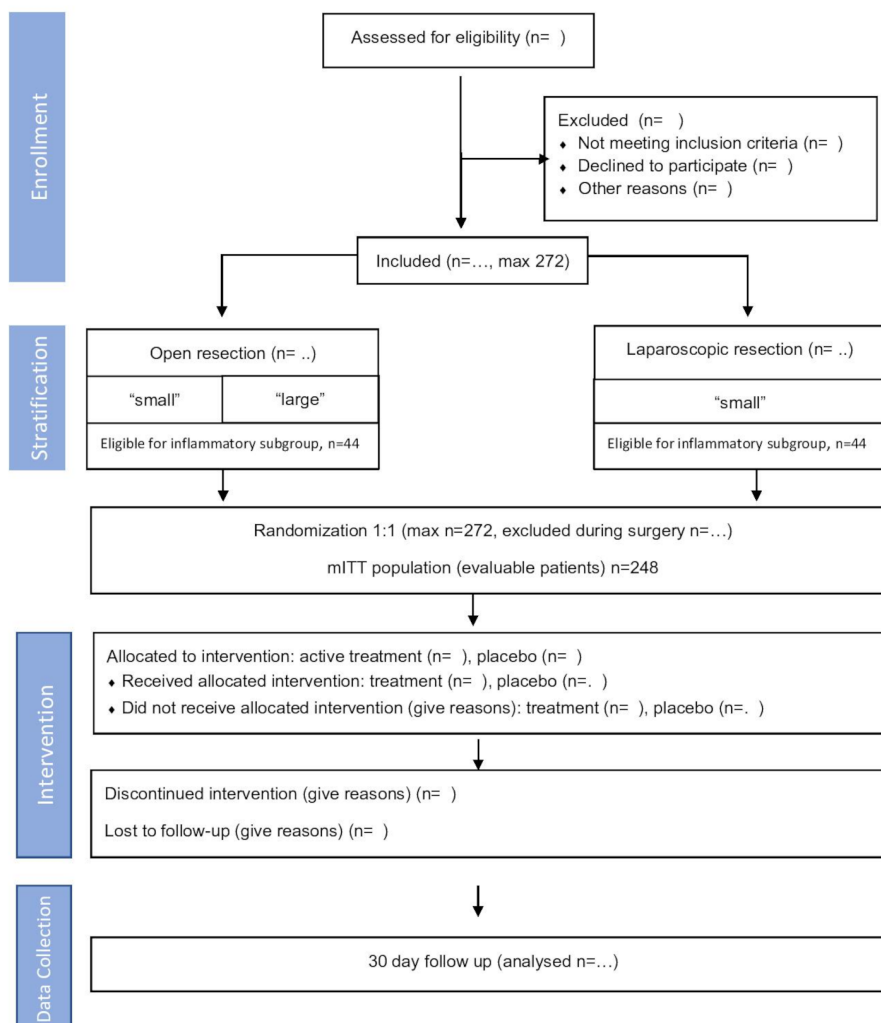 Enrollment
Assessed for eligibility (n=  )
Excluded  (n=  )
♦ Not meeting inclusion criteria (n=  )
♦ Declined to participate (n=  )
♦ Other reasons (n=  )
Included (n=…, max 272)
Stratification
Open resection (n= ..)
“small”
“large”
Eligible for inflammatory subgroup, n=44
Laparoscopic resection (n= ..)
“small”
Eligible for inflammatory subgroup, n=44
Randomization 1:1 (max n=272, excluded during surgery n=…)
mITT population (evaluable patients) n=248
Intervention
Allocated to intervention: active treatment (n=  ), placebo (n=  )
♦ Received allocated intervention: treatment (n=  ), placebo (n=.  )
♦ Did not receive allocated intervention (give reasons): treatment (n=  ), placebo (n=.  )
Discontinued intervention (give reasons) (n=  )
Lost to follow-up (give reasons) (n=  )
Data Collection
30 day follow up (analysed n=…)